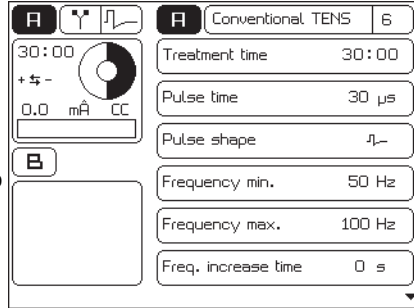 A
30:00
+ ⇆ -
0.0 mÂ CC
B
A Conventional TENS 6
Treatment time 30:00
Pulse time 30 µs
Pulse shape
Frequency min. 50 Hz
Frequency max. 100 Hz
Freq. increase time 0 s